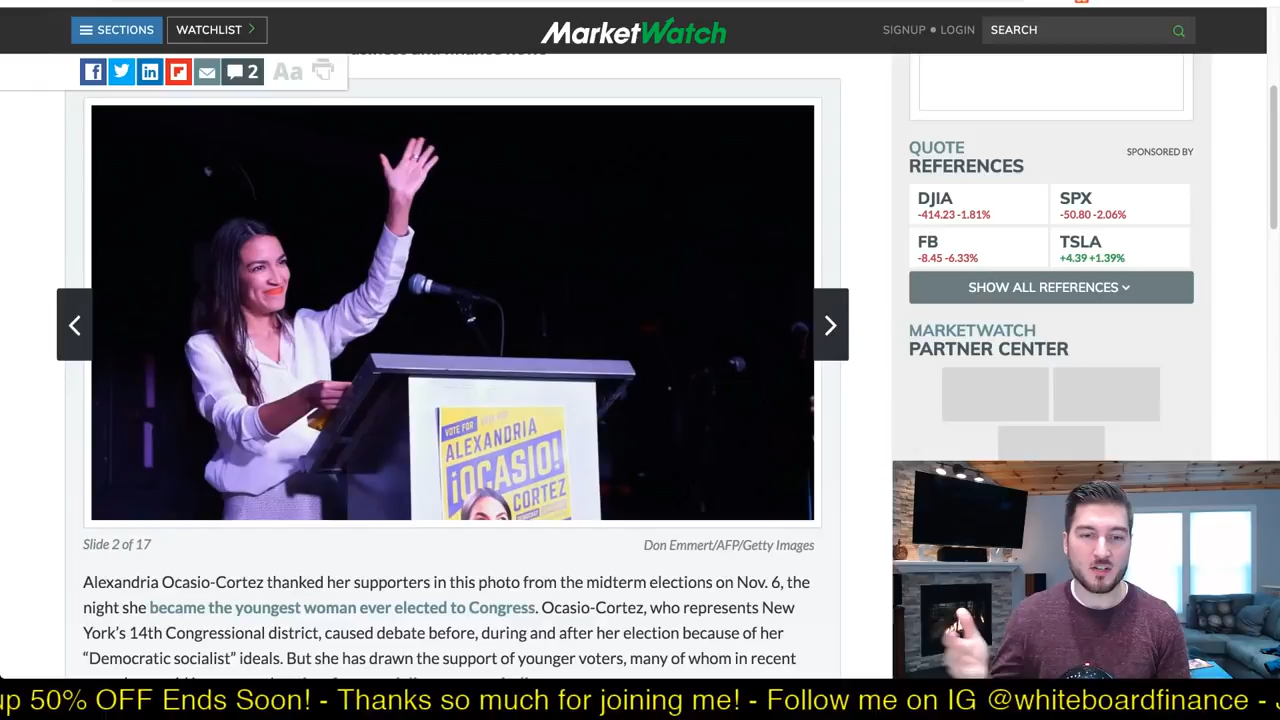 SECTIONS
WATCHLIST
MarketWatch
SIGNUP • LOGIN
SEARCH
business and finance news
2
Aa
VOTE FOR
ALEXANDRIA
¡OCASIO!
CORTEZ
Slide 2 of 17
Don Emmert/AFP/Getty Images
Alexandria Ocasio-Cortez thanked her supporters in this photo from the midterm elections on Nov. 6, the
night she became the youngest woman ever elected to Congress. Ocasio-Cortez, who represents New
York's 14th Congressional district, caused debate before, during and after her election because of her
“Democratic socialist” ideals. But she has drawn the support of younger voters, many of whom in recent
QUOTE
REFERENCES
SPONSORED BY
DJIA
-414.23 -1.81%
SPX
-50.80 -2.06%
FB
-8.45 -6.33%
TSLA
+4.39 +1.39%
SHOW ALL REFERENCES
MARKETWATCH
PARTNER CENTER
up 50% OFF Ends Soon! - Thanks so much for joining me! - Follow me on IG @whiteboardfinance -